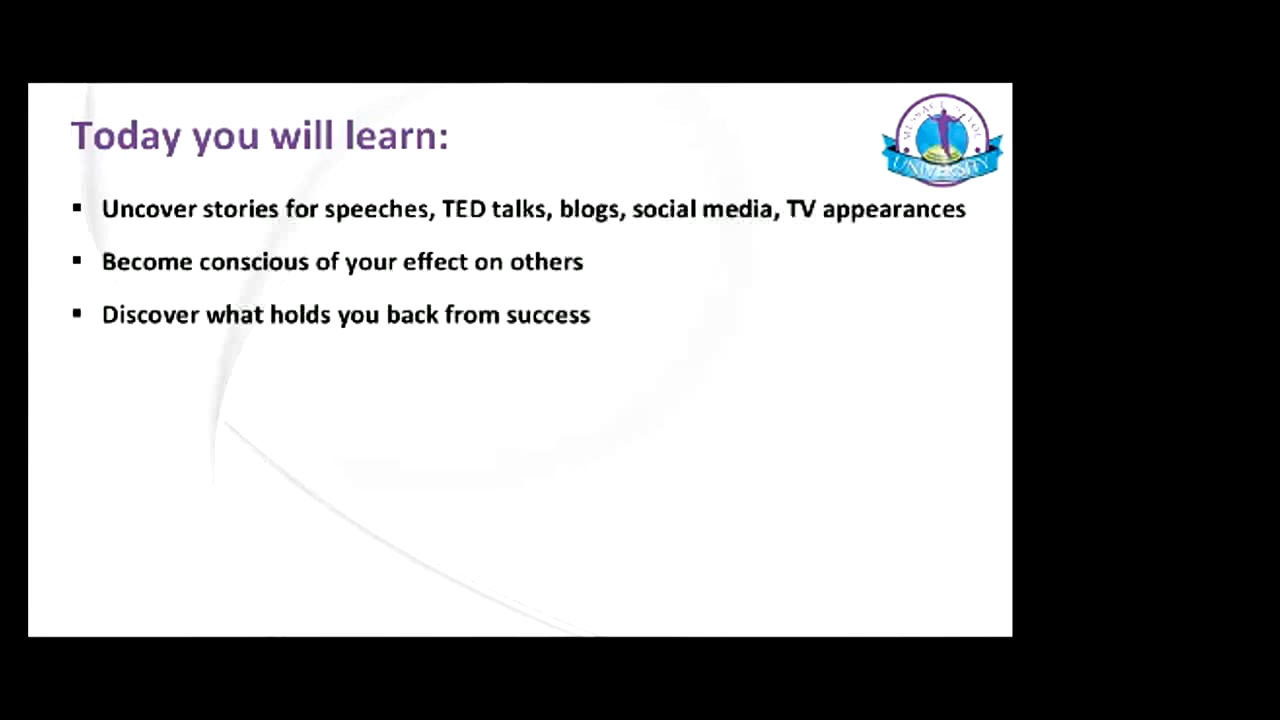 Today you will learn:
▪ Uncover stories for speeches, TED talks, blogs, social media, TV appearances
▪ Become conscious of your effect on others
▪ Discover what holds you back from success
UNIVERSITY